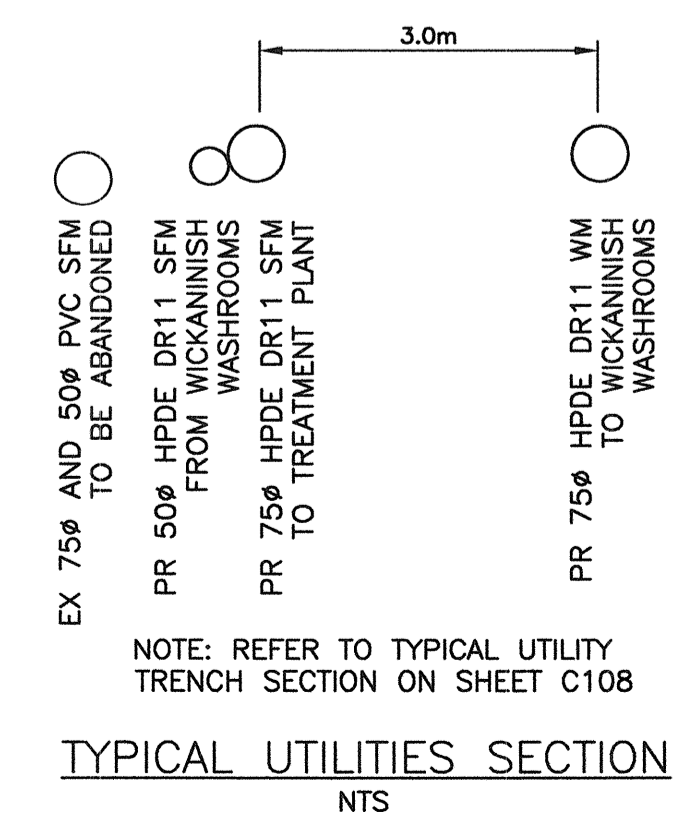 3.0m
EX 75ø AND 50ø PVC SFM
TO BE ABANDONED
PR 50ø HPDE DR11 SFM
FROM WICKANINISH
WASHROOMS
PR 75ø HPDE DR11 SFM
TO TREATMENT PLANT
PR 75ø HPDE DR11 WM
TO WICKANINISH
WASHROOMS
NOTE: REFER TO TYPICAL UTILITY
TRENCH SECTION ON SHEET C108
TYPICAL UTILITIES SECTION
NTS